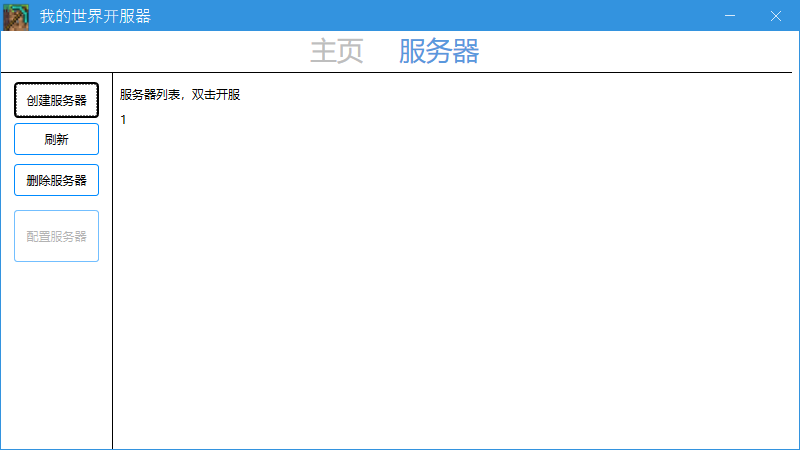 我的世界开服器
主页 服务器
创建服务器
刷新
删除服务器
配置服务器
服务器列表，双击开服
1